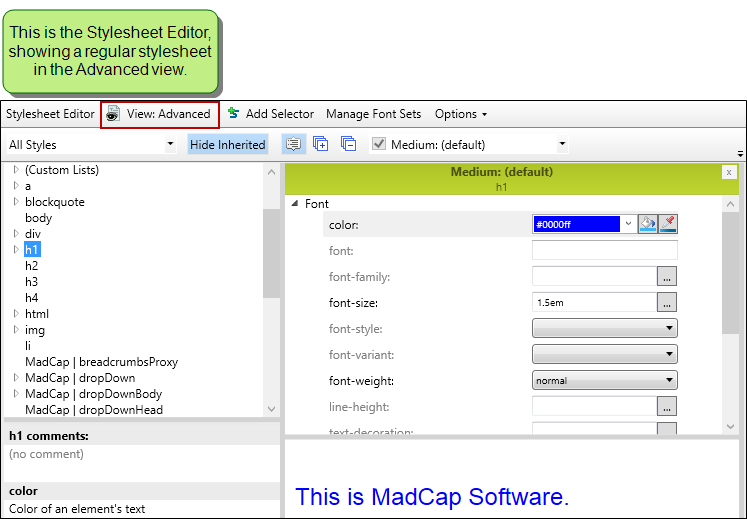 This is the Stylesheet Editor,
showing a regular stylesheet
in the Advanced view.
Stylesheet Editor View: Advanced Add Selector Manage Font Sets Options
All Styles Hide Inherited Medium: (default)
(Custom Lists)
a
blockquote
body
div
h1
h2
h3
h4
html
img
li
MadCap | breadcrumbsProxy
MadCap | dropDown
MadCap | dropDownBody
MadCap | dropDownHead
h1 comments:
(no comment)
color
Color of an element's text
Medium: (default) x
h1
Font
color: #0000ff
font:
font-family: ...
font-size: 1.5em ...
font-style:
font-variant:
font-weight: normal
line-height: ...
text-decoration:
This is MadCap Software.